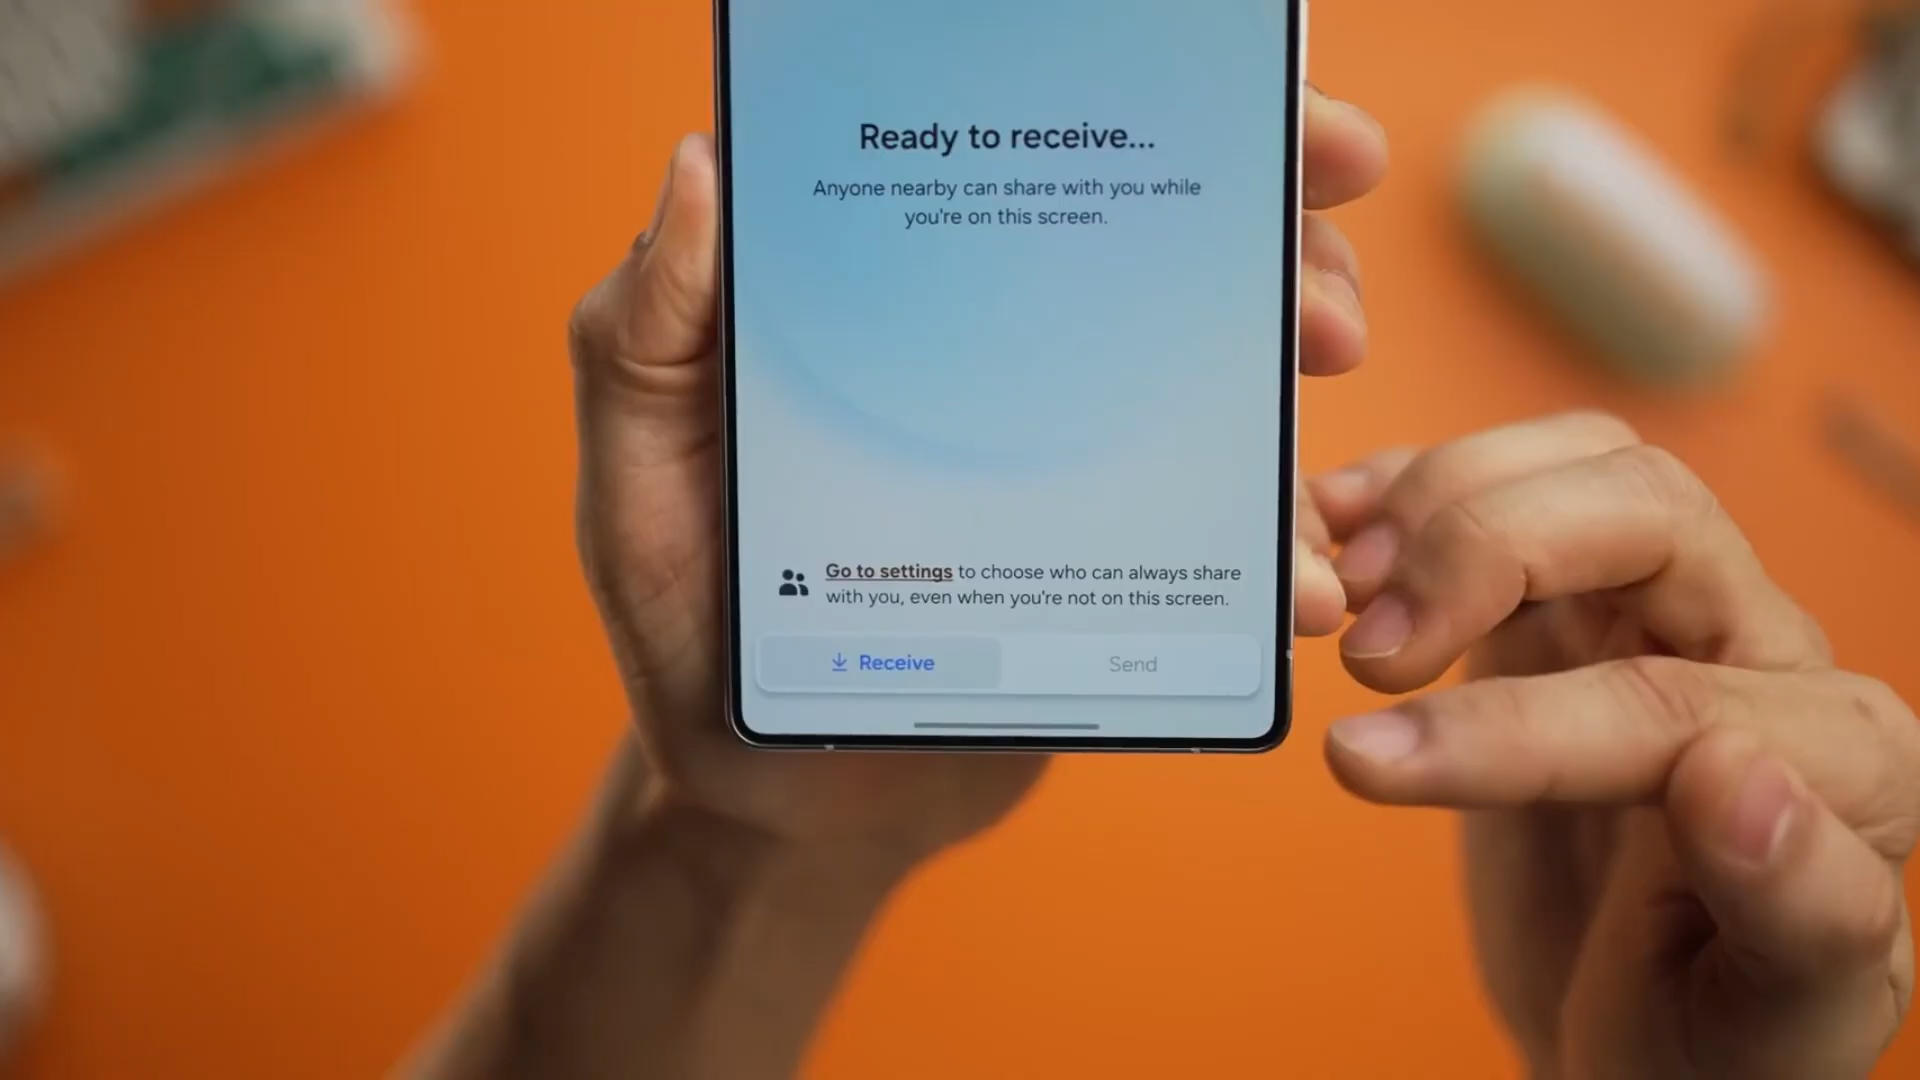 Ready to receive...
Anyone nearby can share with you while
you're on this screen.
Go to settings to choose who can always share
with you, even when you're not on this screen.
Receive
Send